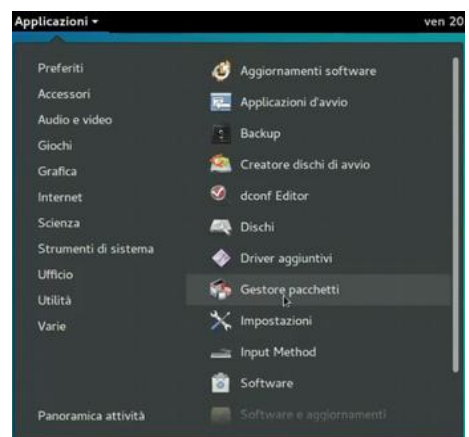 Applicazioni
ven 20
Preferiti
Accessori
Audio e video
Giochi
Grafica
Internet
Scienza
Strumenti di sistema
Ufficio
Utilità
Varie
Panoramica attività
Aggiornamenti software
Applicazioni d'avvio
Backup
Creatore dischi di avvio
dconf Editor
Dischi
Driver aggiuntivi
Gestore pacchetti
Impostazioni
Input Method
Software
Software e aggiornamenti